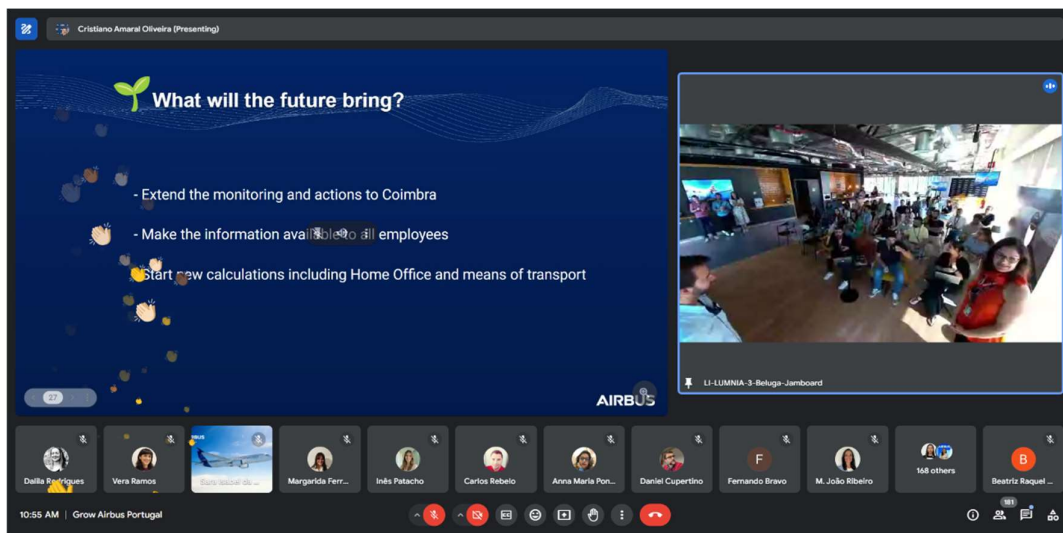 Cristiano Amaral Oliveira (Presenting)
What will the future bring?
- Extend the monitoring and actions to Coimbra
- Make the information available to all employees
Start new calculations including Home Office and means of transport
27
AIRBUS
LI-LUMNIA-3-Beluga-Jamboard
Dalila Rodrigues
Vera Ramos
Margarida Ferr...
Inês Patacho
Carlos Rebelo
Anna Maria Pon...
Daniel Cupertino
F
Fernando Bravo
M. João Ribeiro
168 others
B
Beatriz Raquel ...
10:55 AM | Grow Airbus Portugal
181